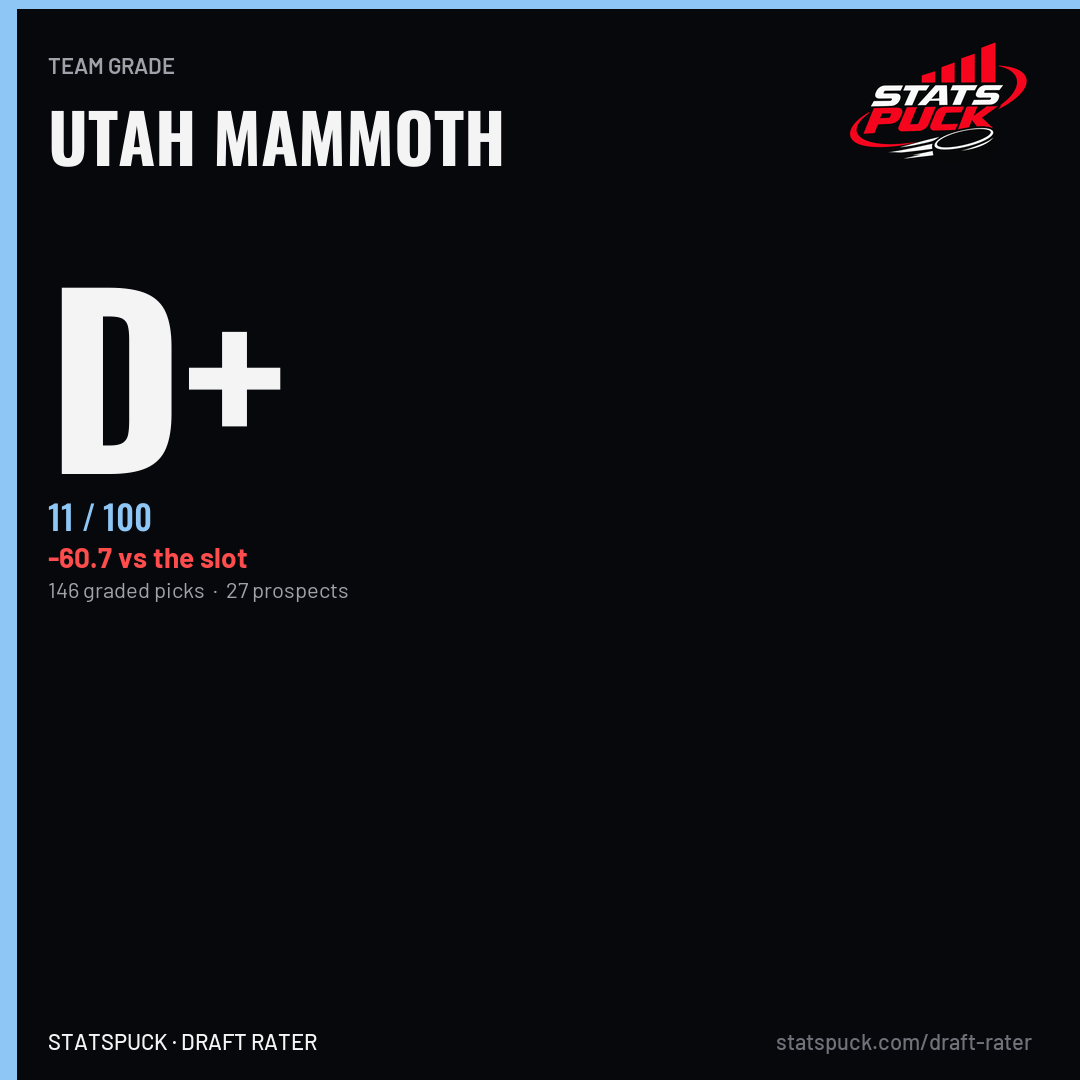 TEAM GRADE
UTAH MAMMOTH
STATS
PUCK
D+
11 / 100
-60.7 vs the slot
146 graded picks · 27 prospects
STATSPUCK · DRAFT RATER
statspuck.com/draft-rater